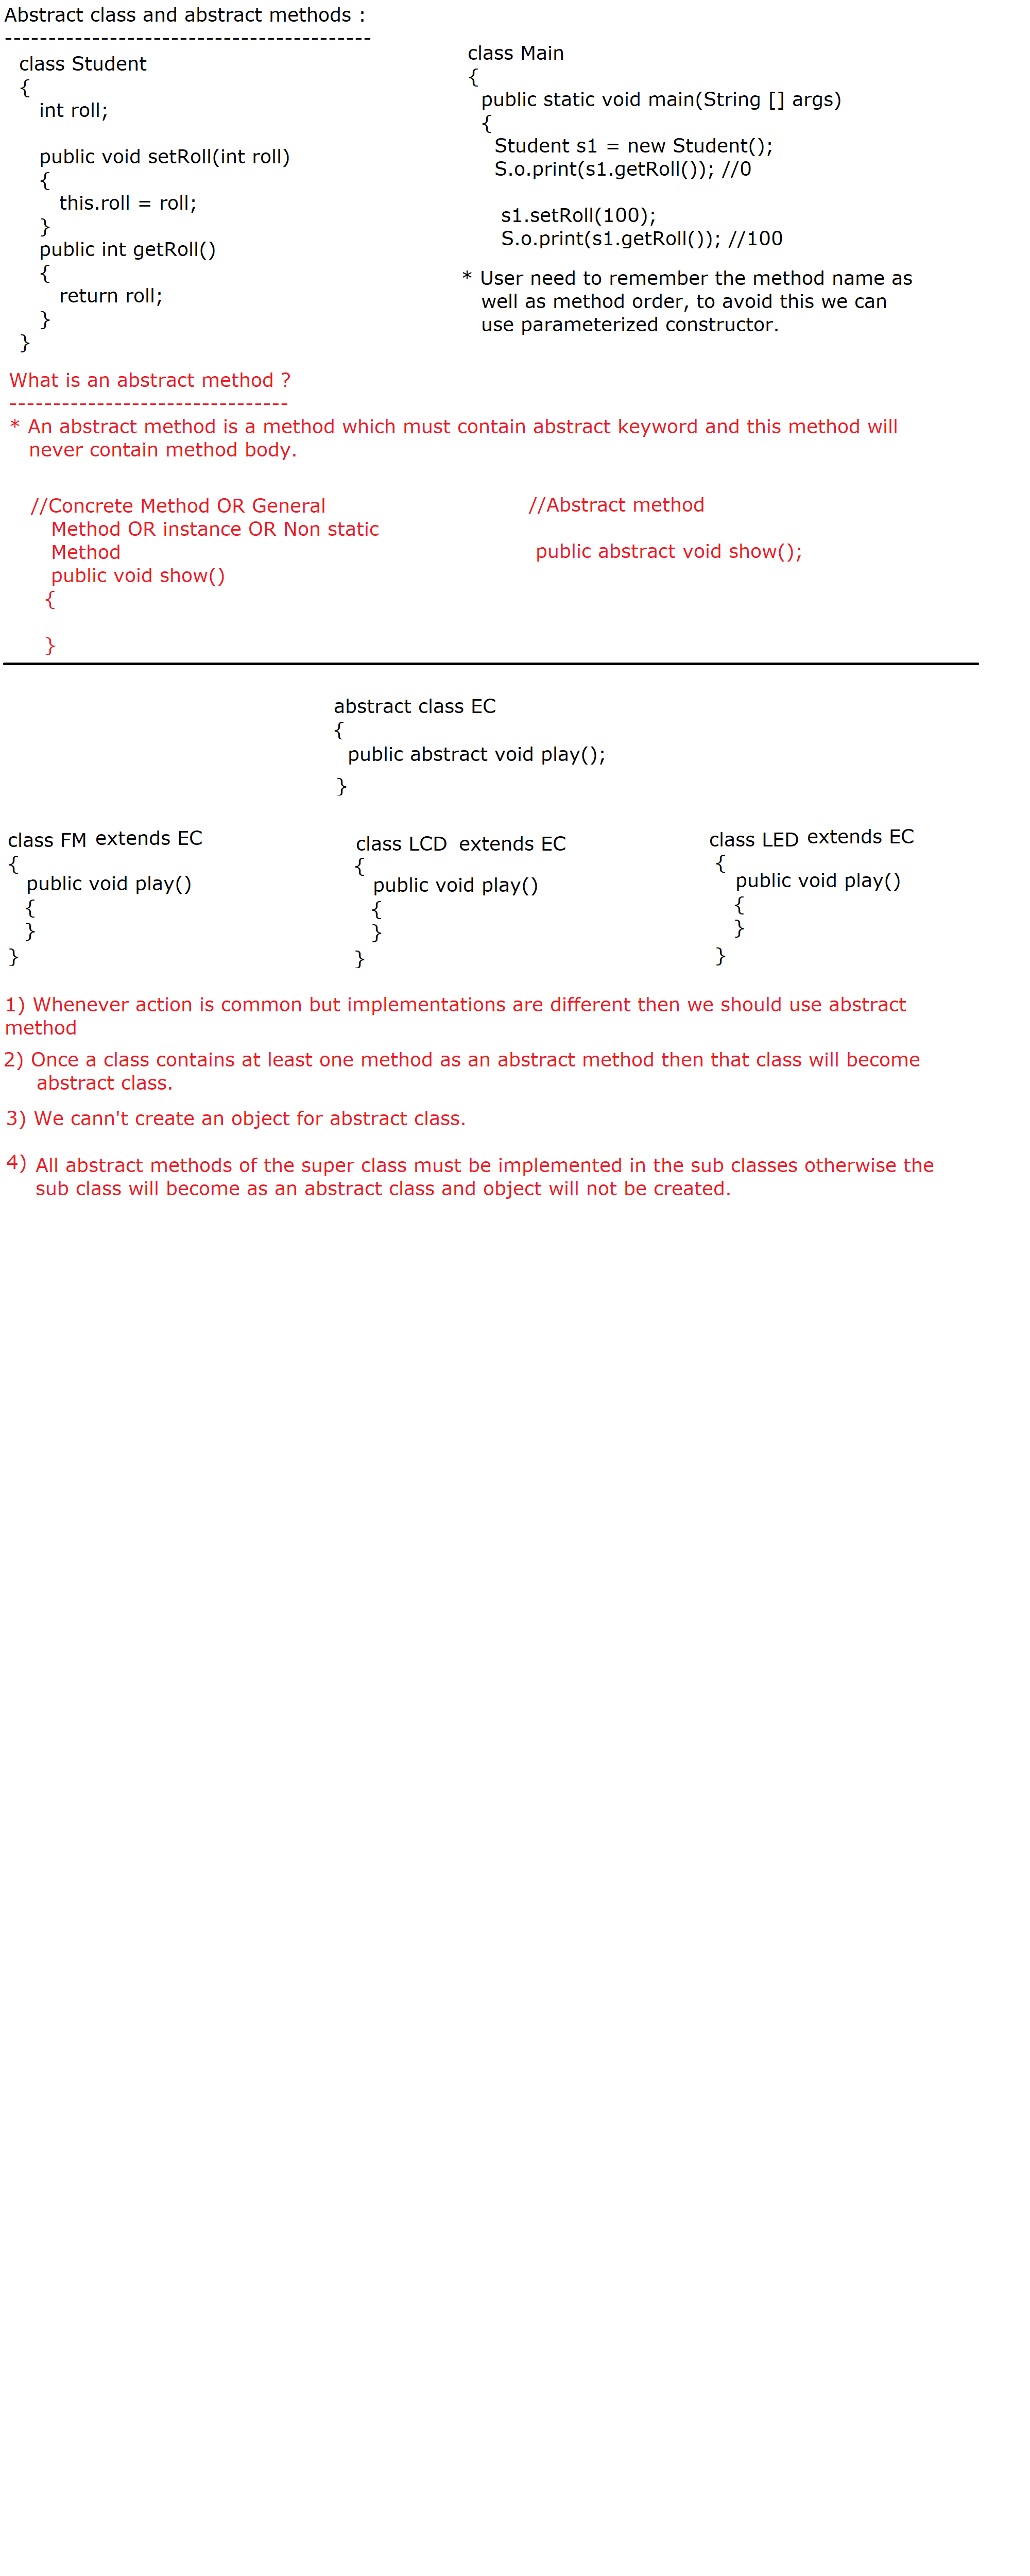 Abstract class and abstract methods :
------------------------------------------
class Student
{
int roll;
public void setRoll(int roll)
{
this.roll = roll;
}
public int getRoll()
{
return roll;
}
}
class Main
{
public static void main(String [] args)
{
Student s1 = new Student();
S.o.print(s1.getRoll()); //0
s1.setRoll(100);
S.o.print(s1.getRoll()); //100
* User need to remember the method name as
well as method order, to avoid this we can
use parameterized constructor.
What is an abstract method ?
--------------------------------
* An abstract method is a method which must contain abstract keyword and this method will
never contain method body.
//Concrete Method OR General
Method OR instance OR Non static
Method
public void show()
{
}
//Abstract method
public abstract void show();
abstract class EC
{
public abstract void play();
}
class FM extends EC
{
public void play()
{
}
}
class LCD extends EC
{
public void play()
{
}
}
class LED extends EC
{
public void play()
{
}
}
1) Whenever action is common but implementations are different then we should use abstract
method
2) Once a class contains at least one method as an abstract method then that class will become
abstract class.
3) We cann't create an object for abstract class.
4) All abstract methods of the super class must be implemented in the sub classes otherwise the
sub class will become as an abstract class and object will not be created.